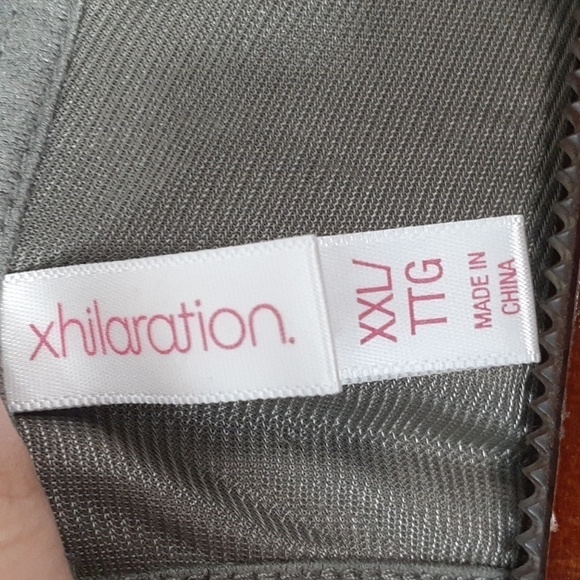 xhilaration.
XXL/
TTG
MADE IN
CHINA